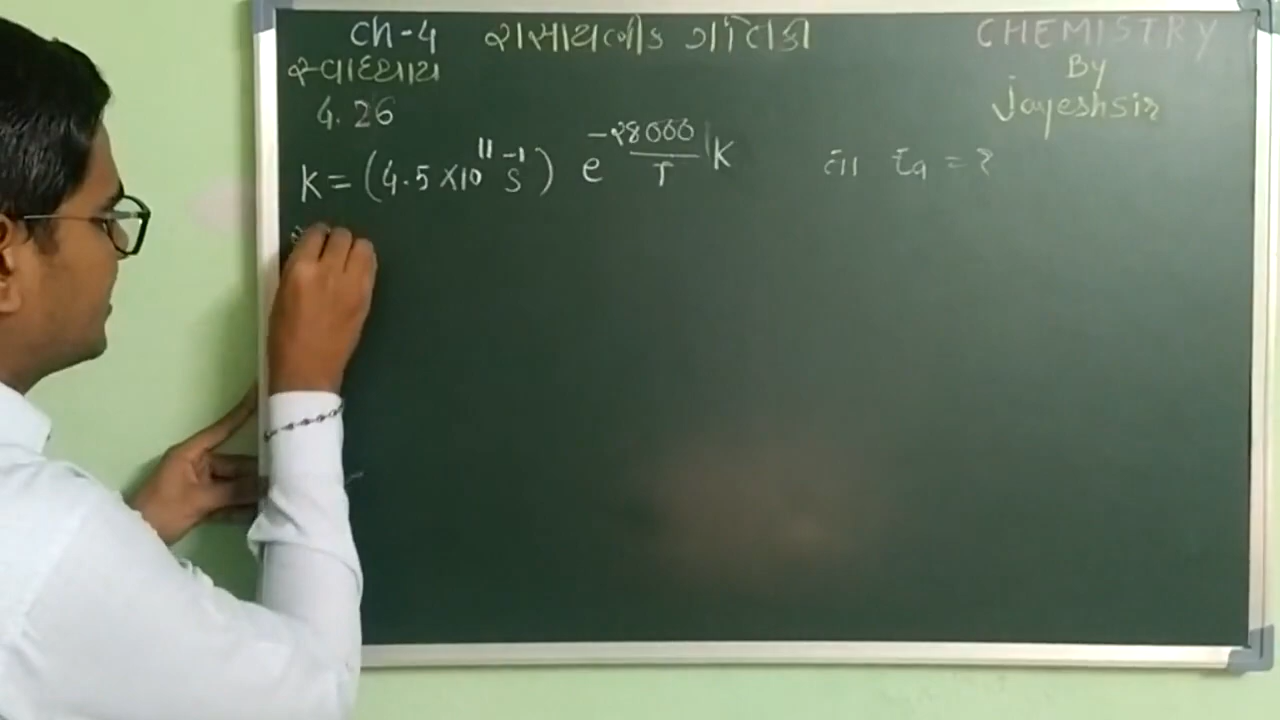 Ch-4 રાસાયણીક ગતિકી
સ્વાધ્યાય
4.26
K = (4.5 ×10¹¹ S⁻¹) e^(-28000/T) K તો Ea = ?
CHEMISTRY
By
Jayeshsir